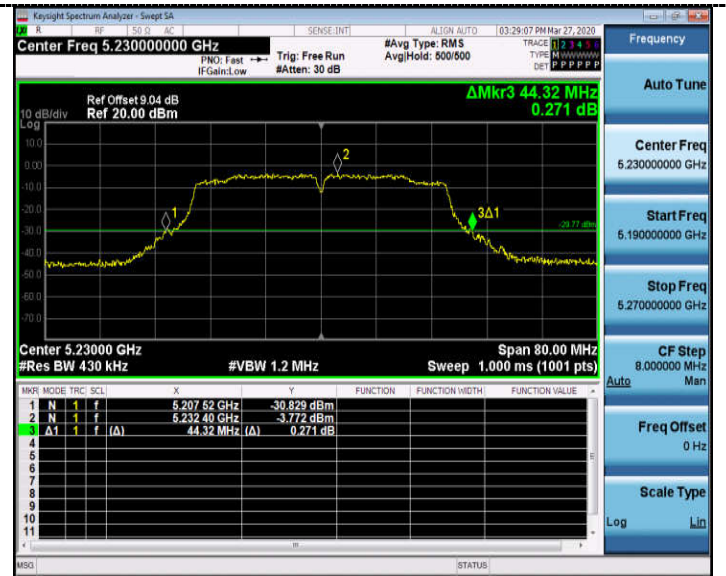 Keysight Spectrum Analyzer - Swept SA
R RF 50 Ω AC SENSE:INT ALIGN AUTO 03:29:07 PM Mar 27, 2020
Center Freq 5.230000000 GHz
PNO: Fast
IFGain:Low
Trig: Free Run
#Atten: 30 dB
#Avg Type: RMS
Avg|Hold: 500/500
TRACE 1 2 3 4 5 6
TYPE M W W W W W
DET P P P P P P
Ref Offset 9.04 dB
Ref 20.00 dBm
10 dB/div
Log
ΔMkr3 44.32 MHz
0.271 dB
10.0
0.00
-10.0
-20.0
-30.0
-40.0
-50.0
-60.0
-70.0
1
2
3Δ1
-29.77 dBm
Center 5.23000 GHz Span 80.00 MHz
#Res BW 430 kHz #VBW 1.2 MHz Sweep 1.000 ms (1001 pts)
MKR MODE TRC SCL X Y FUNCTION FUNCTION WIDTH FUNCTION VALUE
1 N 1 f 5.207 52 GHz -30.829 dBm
2 N 1 f 5.232 40 GHz -3.772 dBm
3 Δ1 1 f (Δ) 44.32 MHz (Δ) 0.271 dB
4
5
6
7
8
9
10
11
MSG STATUS
Frequency
Auto Tune
Center Freq
5.230000000 GHz
Start Freq
5.190000000 GHz
Stop Freq
5.270000000 GHz
CF Step
8.000000 MHz
Auto Man
Freq Offset
0 Hz
Scale Type
Log Lin